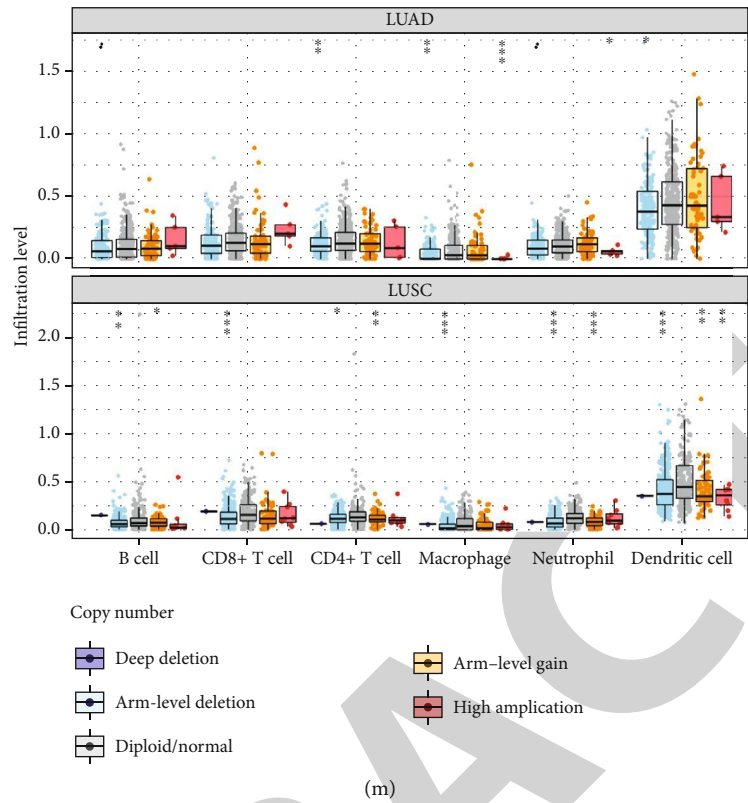 LUAD
Infiltration level
1.5
1.0
0.5
0.0
** *** ** * *
LUSC
2.0
1.5
1.0
0.5
0.0
** * *** * ** *** *** *** *** ** **
B cell CD8+ T cell CD4+ T cell Macrophage Neutrophil Dendritic cell
Copy number
Deep deletion
Arm-level deletion
Diploid/normal
Arm–level gain
High amplication
(m)